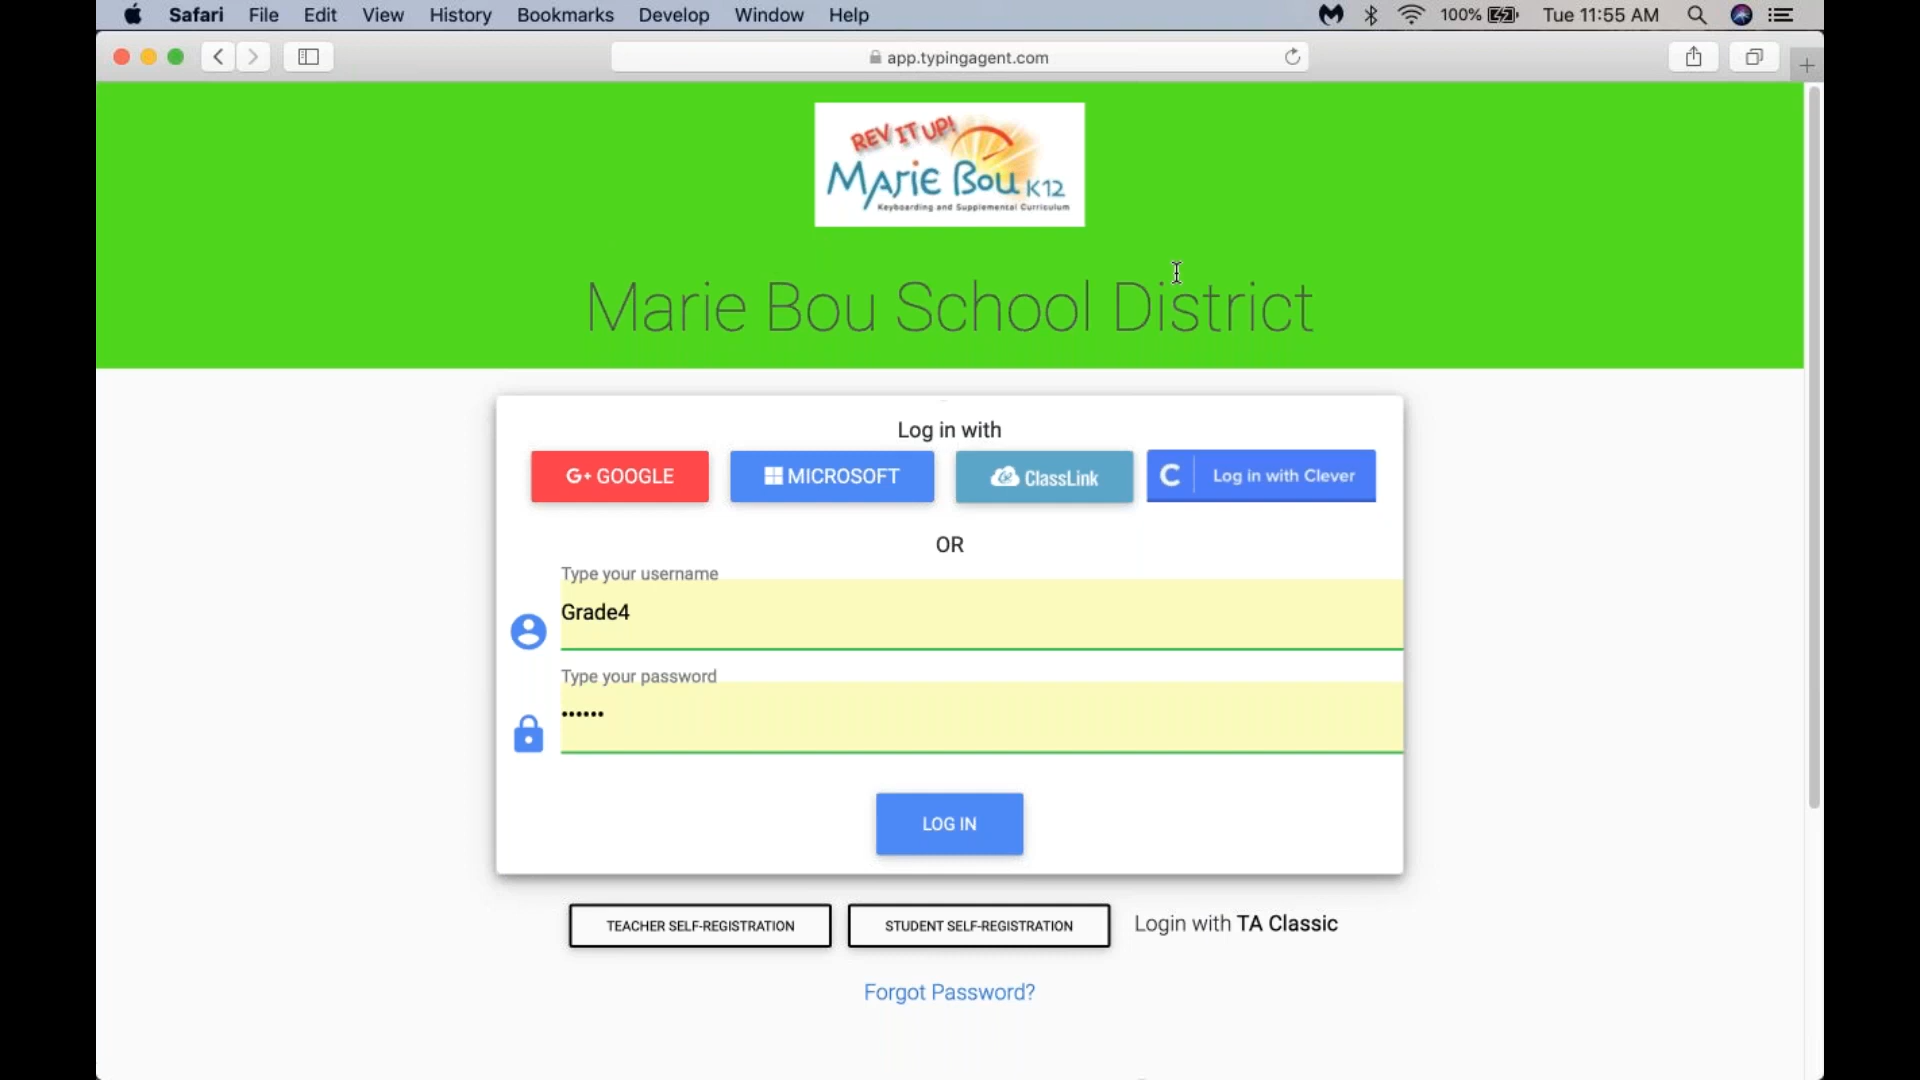 Safari File Edit View History Bookmarks Develop Window Help 100% Tue 11:55 AM
app.typingagent.com
REV IT UP!
Marie Bou K12
Keyboarding and Supplemental Curriculum
Marie Bou School District
Log in with
G+ GOOGLE MICROSOFT ClassLink C Log in with Clever
OR
Type your username
Grade4
Type your password
••••••
LOG IN
TEACHER SELF-REGISTRATION STUDENT SELF-REGISTRATION Login with TA Classic
Forgot Password?